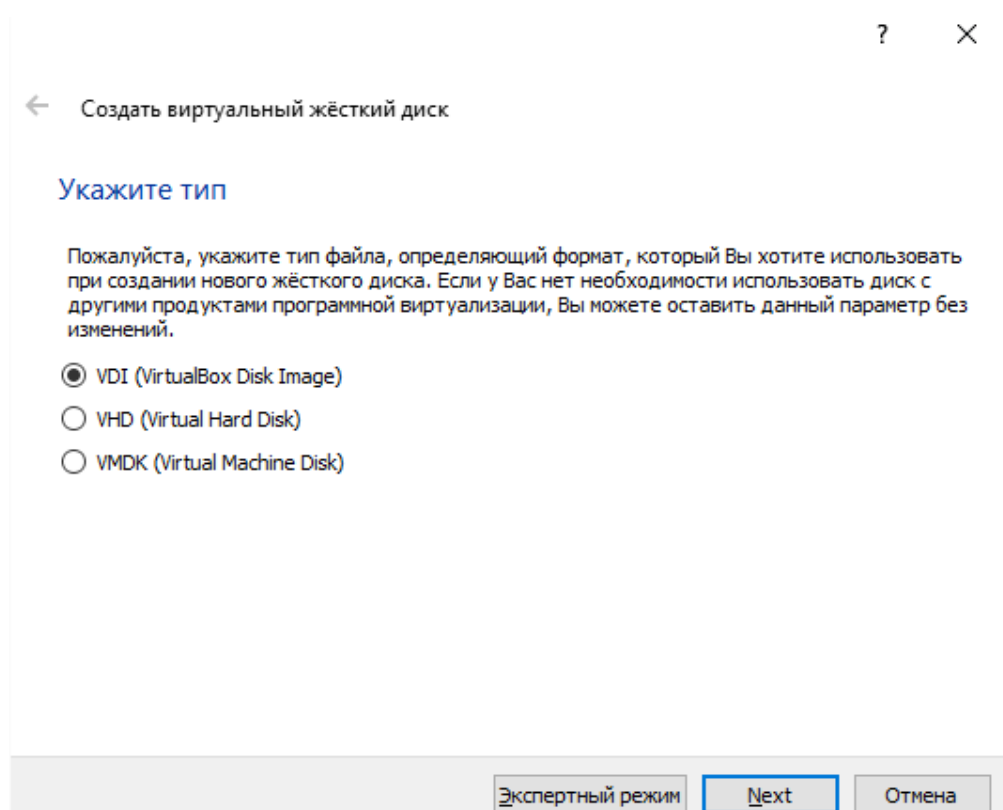 ?
Создать виртуальный жёсткий диск
Укажите тип
Пожалуйста, укажите тип файла, определяющий формат, который Вы хотите использовать
при создании нового жёсткого диска. Если у Вас нет необходимости использовать диск с
другими продуктами программной виртуализации, Вы можете оставить данный параметр без
изменений.
VDI (VirtualBox Disk Image)
VHD (Virtual Hard Disk)
VMDK (Virtual Machine Disk)
Экспертный режим
Next
Отмена